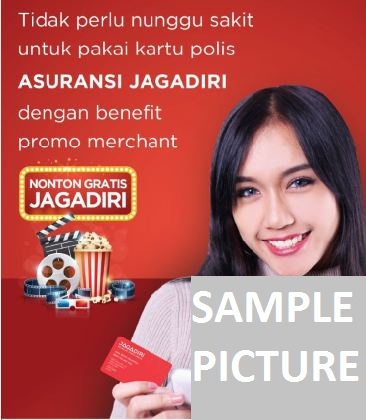 Tidak perlu nunggu sakit
untuk pakai kartu polis
ASURANSI JAGADIRI
dengan benefit
promo merchant
NONTON GRATIS
JAGADIRI
JAGADIRI
SAMPLE
PICTURE